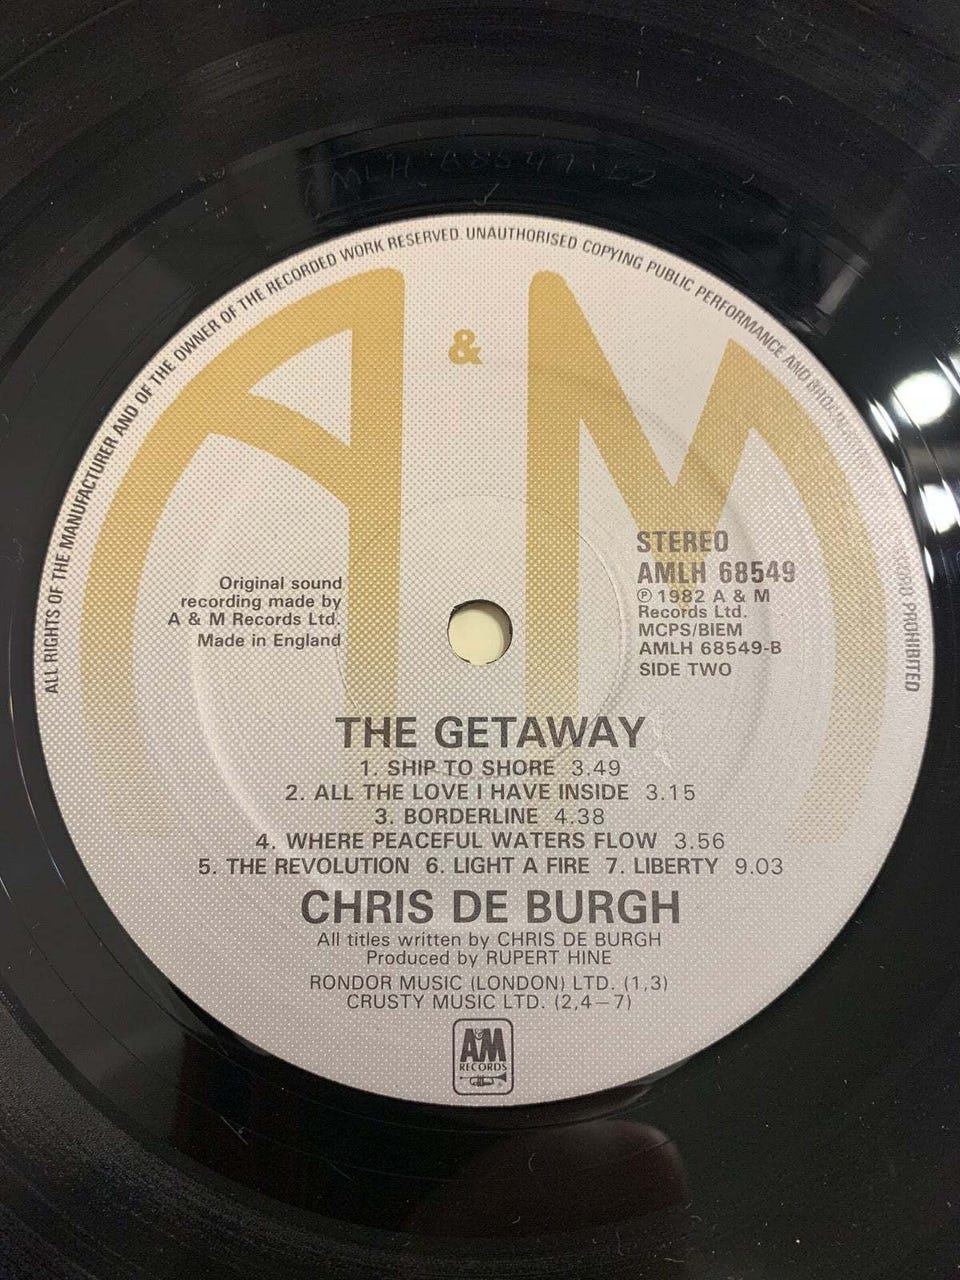 AMLH 68549
ALL RIGHTS OF THE MANUFACTURER AND OF THE OWNER OF THE RECORDED WORK RESERVED. UNAUTHORISED COPYING PUBLIC PERFORMANCE AND BROADCASTING PROHIBITED
A & M
STEREO
AMLH 68549
℗ 1982 A & M
Records Ltd.
MCPS/BIEM
AMLH 68549-B
SIDE TWO
Original sound
recording made by
A & M Records Ltd.
Made in England
THE GETAWAY
1. SHIP TO SHORE 3.49
2. ALL THE LOVE I HAVE INSIDE 3.15
3. BORDERLINE 4.38
4. WHERE PEACEFUL WATERS FLOW 3.56
5. THE REVOLUTION 6. LIGHT A FIRE 7. LIBERTY 9.03
CHRIS DE BURGH
All titles written by CHRIS DE BURGH
Produced by RUPERT HINE
RONDOR MUSIC (LONDON) LTD. (1,3)
CRUSTY MUSIC LTD. (2,4–7)
A&M
RECORDS